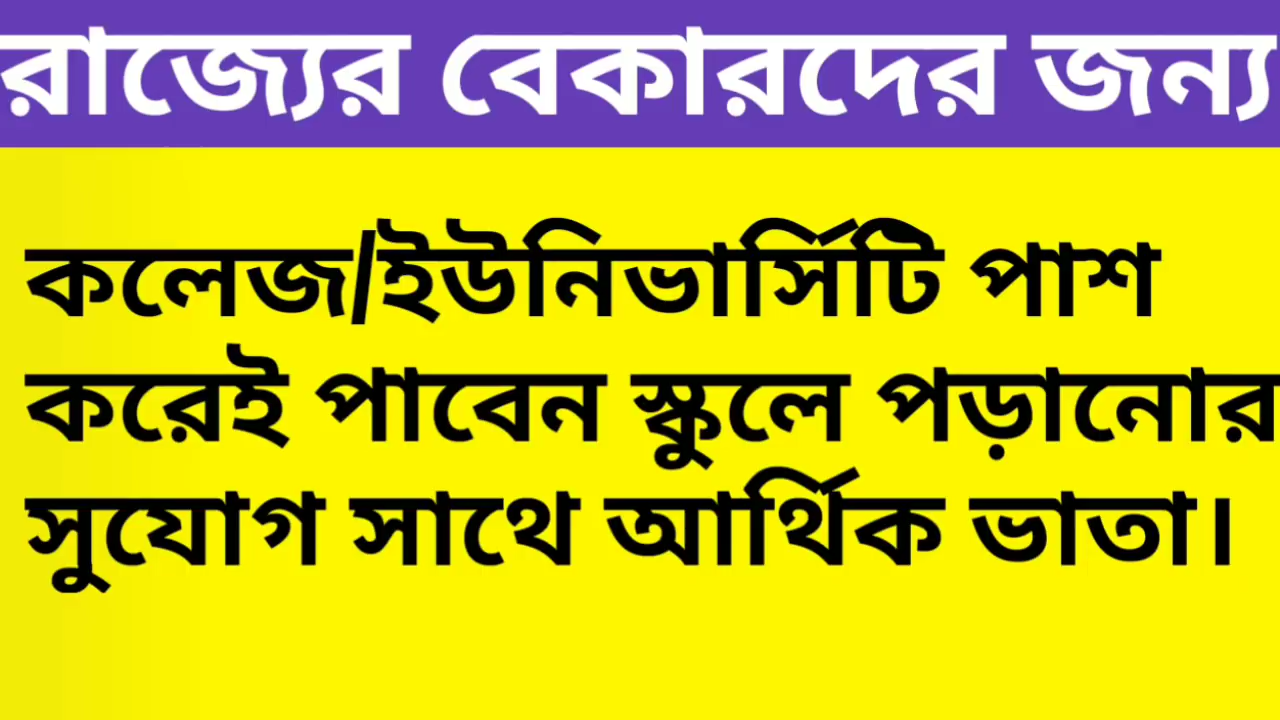 রাজ্যের বেকারদের জন্য
কলেজ/ইউনিভার্সিটি পাশ
করেই পাবেন স্কুলে পড়ানোর
সুযোগ সাথে আর্থিক ভাতা।